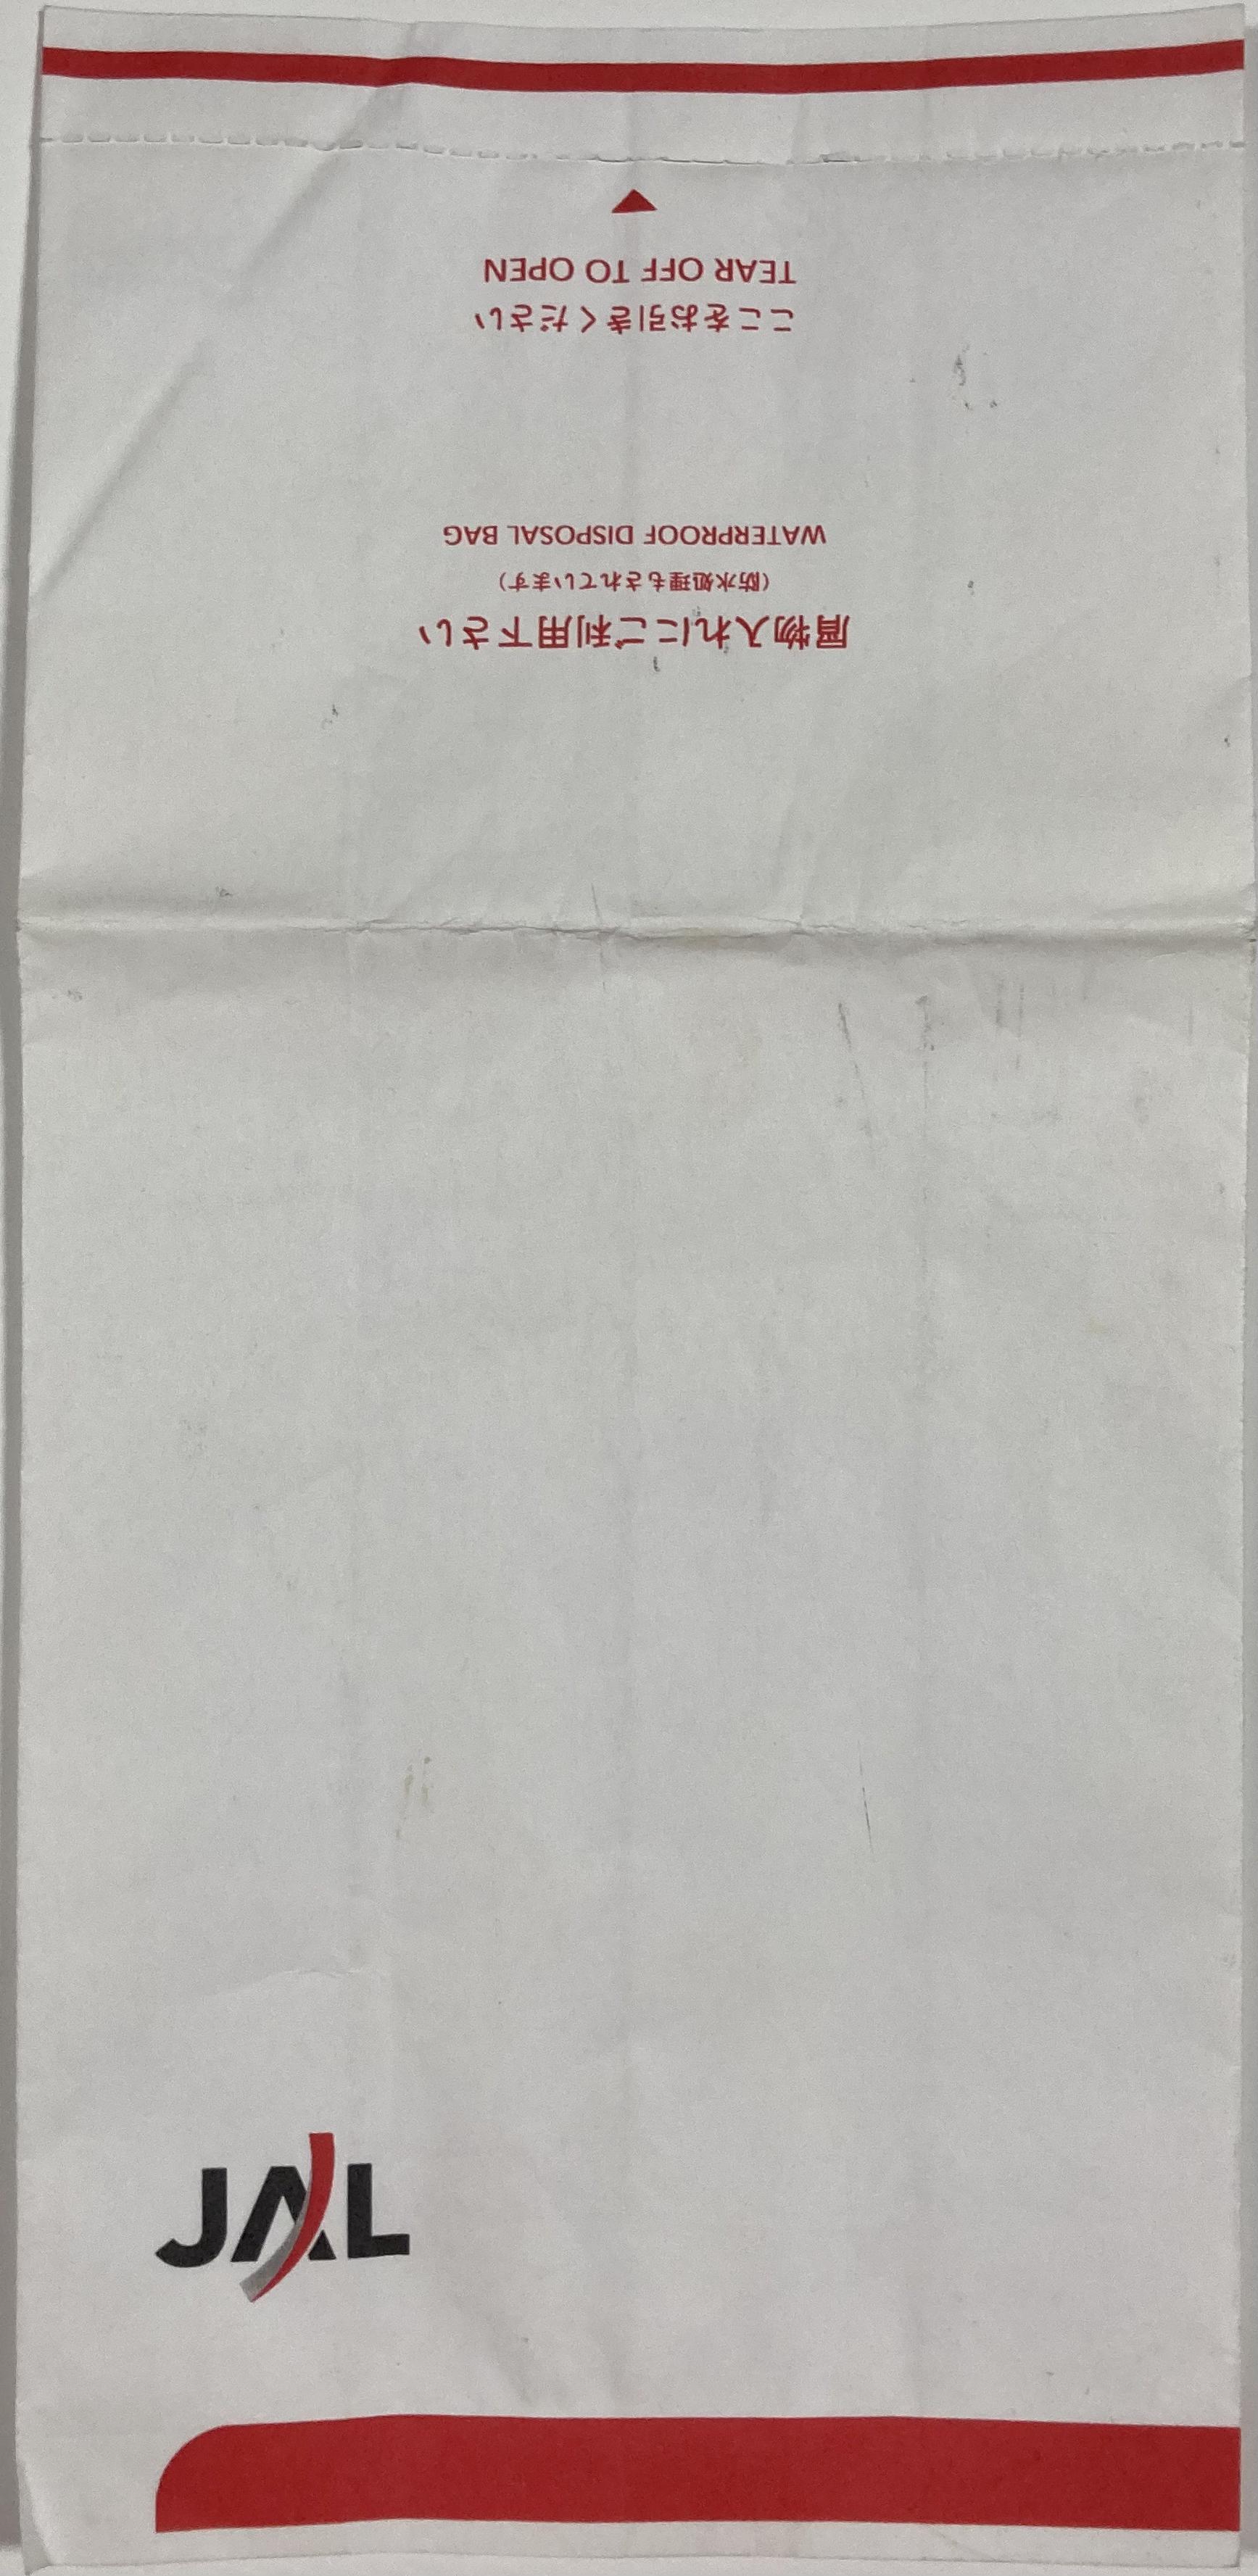 屑物入れにご利用下さい
(防水処理もされています)
WATERPROOF DISPOSAL BAG
ここをお引きください
TEAR OFF TO OPEN
JAL